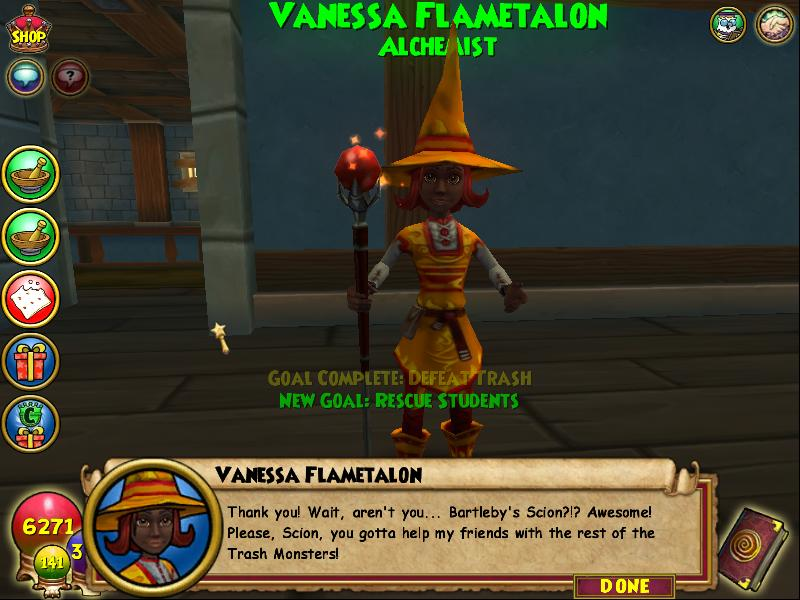 VANESSA FLAMETALON
ALCHEMIST
SHOP
?
GOAL COMPLETE: DEFEAT TRASH
NEW GOAL: RESCUE STUDENTS
VANESSA FLAMETALON
Thank you! Wait, aren't you... Bartleby's Scion?!? Awesome!
Please, Scion, you gotta help my friends with the rest of the
Trash Monsters!
6271
141
3
DONE